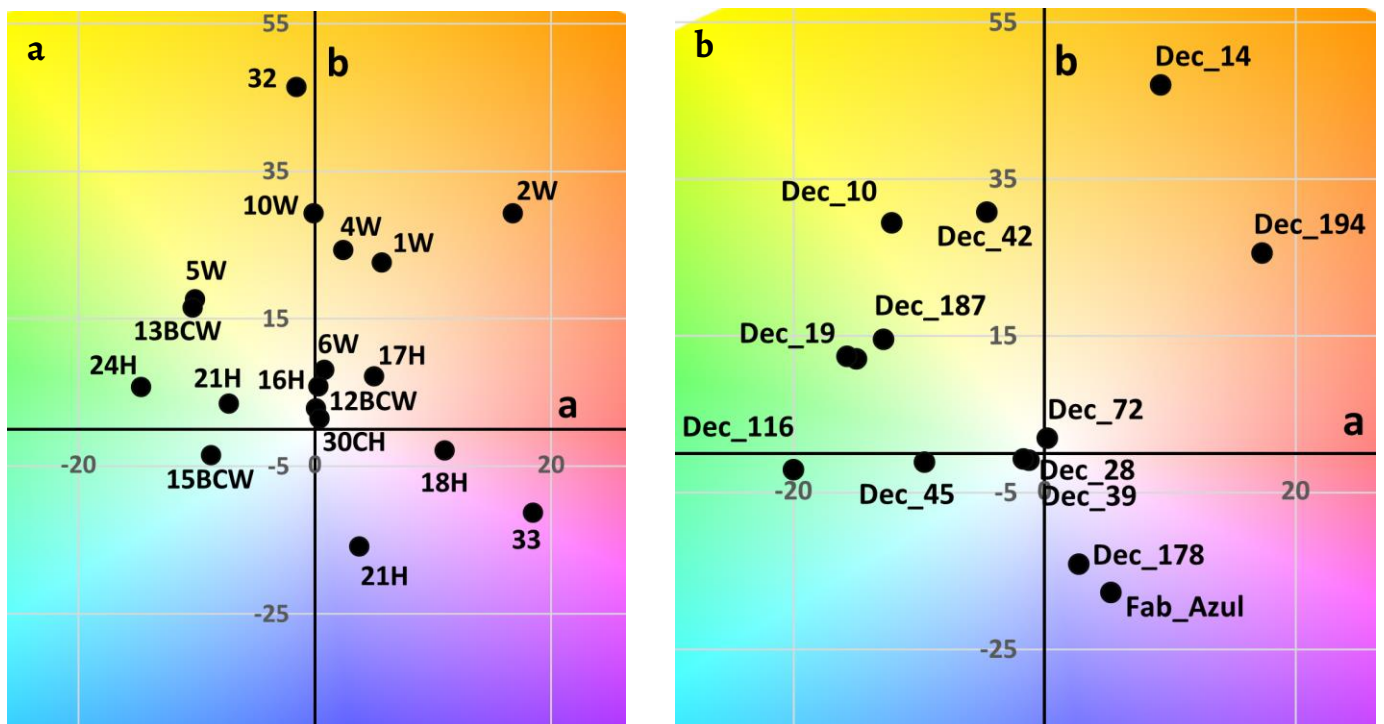 a
55
b
32
35
10W
2W
4W
1W
5W
13BCW
15
6W
17H
24H
21H
16H
12BCW
a
30CH
-20
-5
0
20
15BCW
18H
33
21H
-25
b
55
b
Dec_14
35
Dec_10
Dec_42
Dec_194
Dec_187
Dec_19
15
Dec_72
a
Dec_116
Dec_28
-20
Dec_45
-5
0
Dec_39
20
Dec_178
Fab_Azul
-25